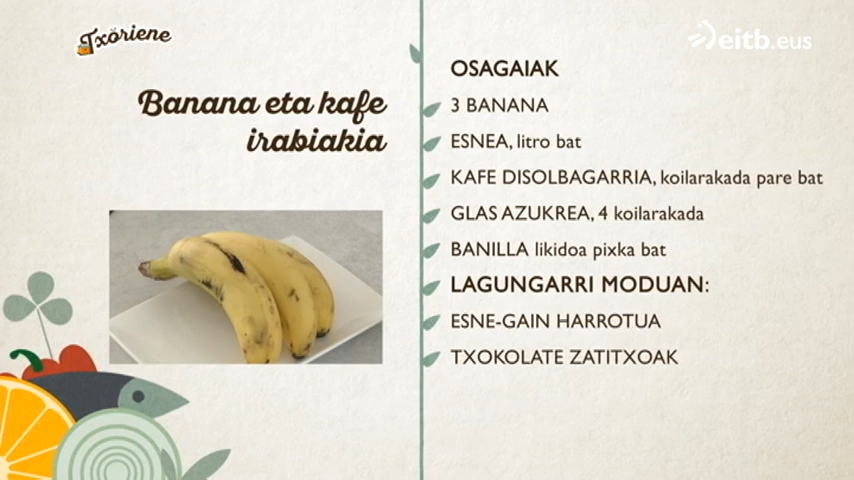 Txoriene
eitb.eus
Banana eta kafe
irabiakia
OSAGAIAK
3 BANANA
ESNEA, litro bat
KAFE DISOLBAGARRIA, koilarakada pare bat
GLAS AZUKREA, 4 koilarakada
BANILLA likidoa pixka bat
LAGUNGARRI MODUAN:
ESNE-GAIN HARROTUA
TXOKOLATE ZATITXOAK